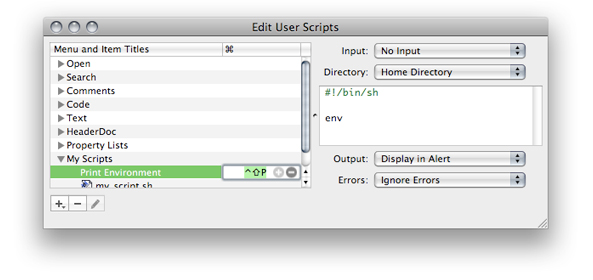 Edit User Scripts
Menu and Item Titles ⌘
Open
Search
Comments
Code
Text
HeaderDoc
Property Lists
My Scripts
Print Environment ^⇧P
my_script.sh
Input: No Input
Directory: Home Directory
#!/bin/sh
env
Output: Display in Alert
Errors: Ignore Errors